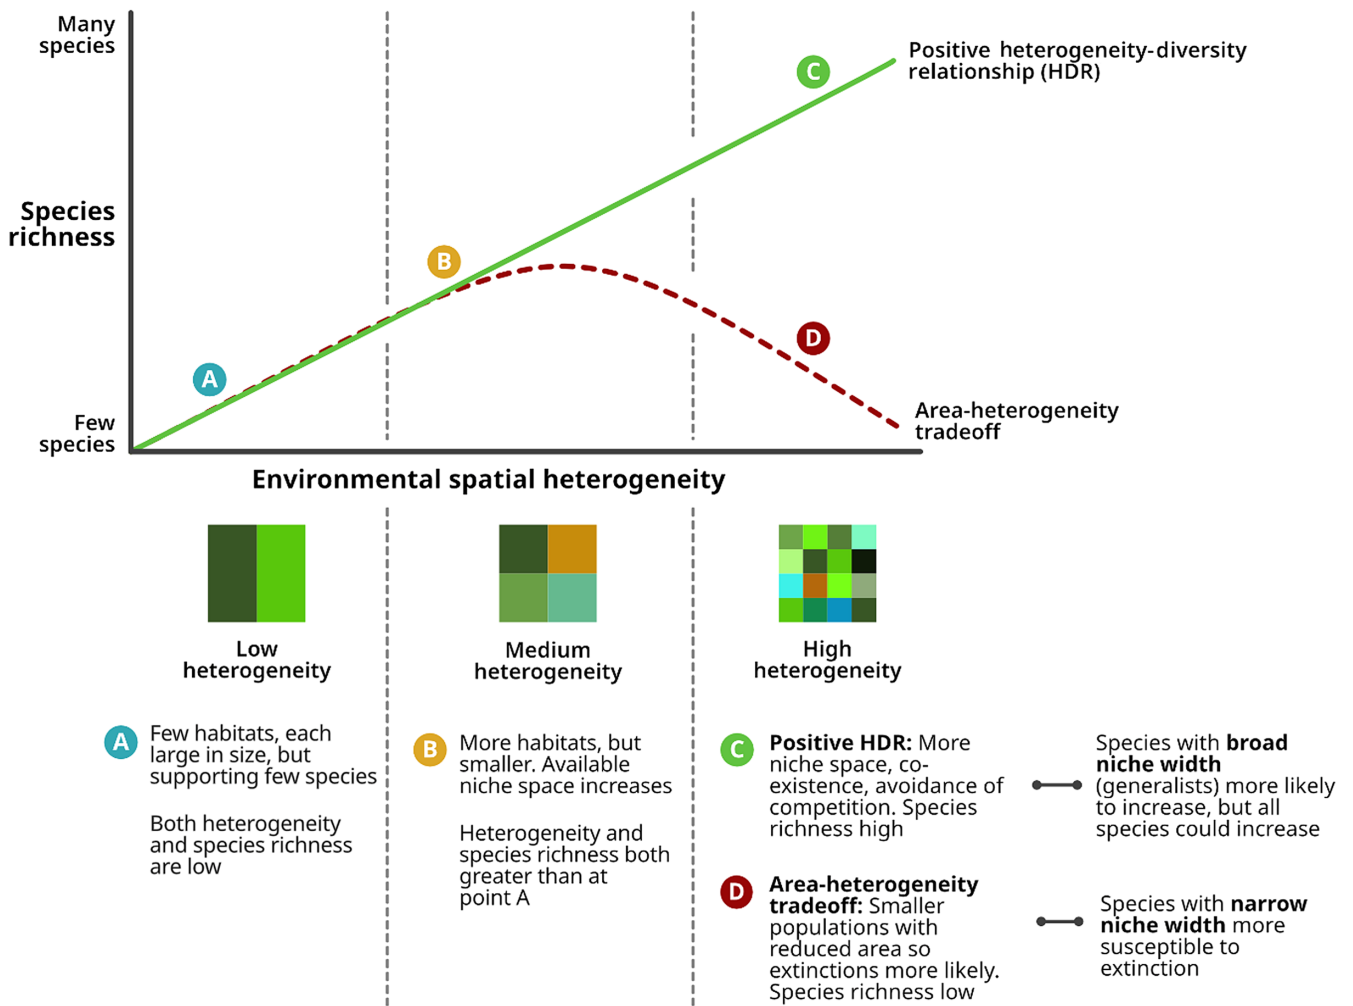 Many
species
C
Positive heterogeneity-diversity
relationship (HDR)
Species
richness
B
D
A
Few
species
Area-heterogeneity
tradeoff
Environmental spatial heterogeneity
Low
heterogeneity
Medium
heterogeneity
High
heterogeneity
A
Few habitats, each
large in size, but
supporting few species
Both heterogeneity
and species richness
are low
B
More habitats, but
smaller. Available
niche space increases
Heterogeneity and
species richness both
greater than at
point A
C
Positive HDR: More
niche space, co-
existence, avoidance of
competition. Species
richness high
Species with broad
niche width
(generalists) more likely
to increase, but all
species could increase
D
Area-heterogeneity
tradeoff: Smaller
populations with
reduced area so
extinctions more likely.
Species richness low
Species with narrow
niche width more
susceptible to
extinction